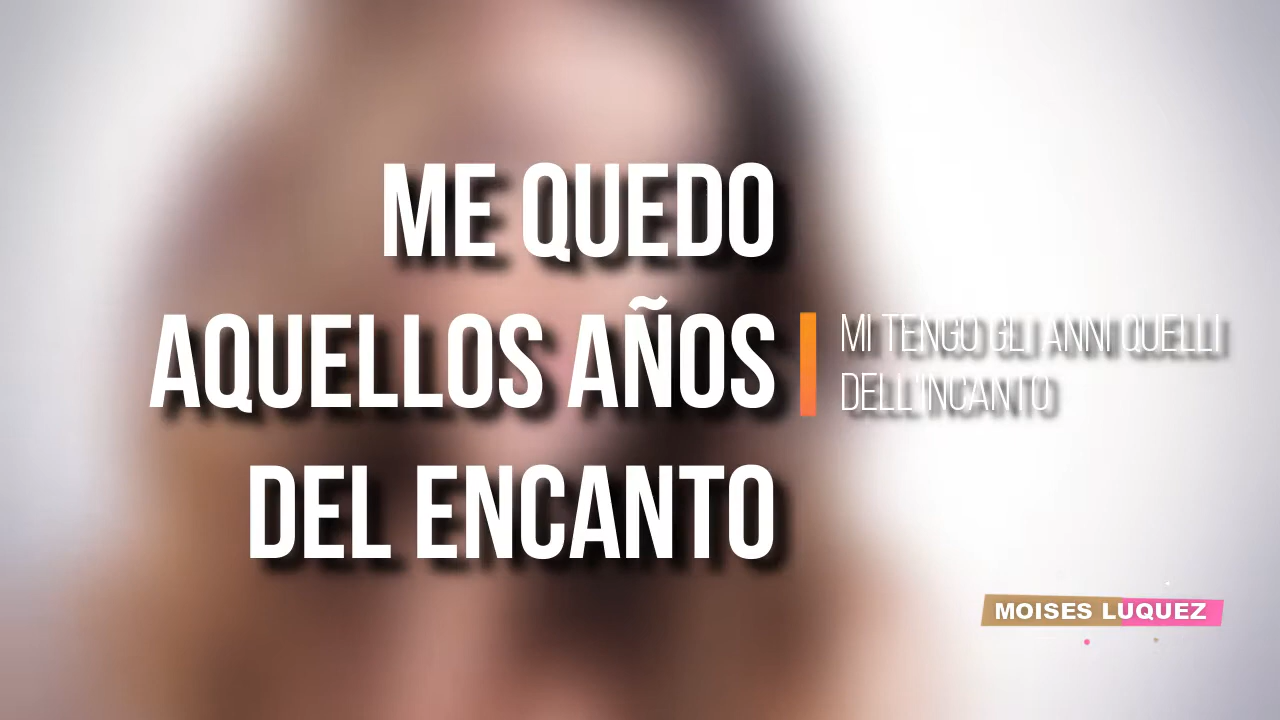 ME QUEDO
AQUELLOS AÑOS
DEL ENCANTO
MI TENGO GLI ANNI QUELLI
DELL'INCANTO
MOISES LUQUEZ